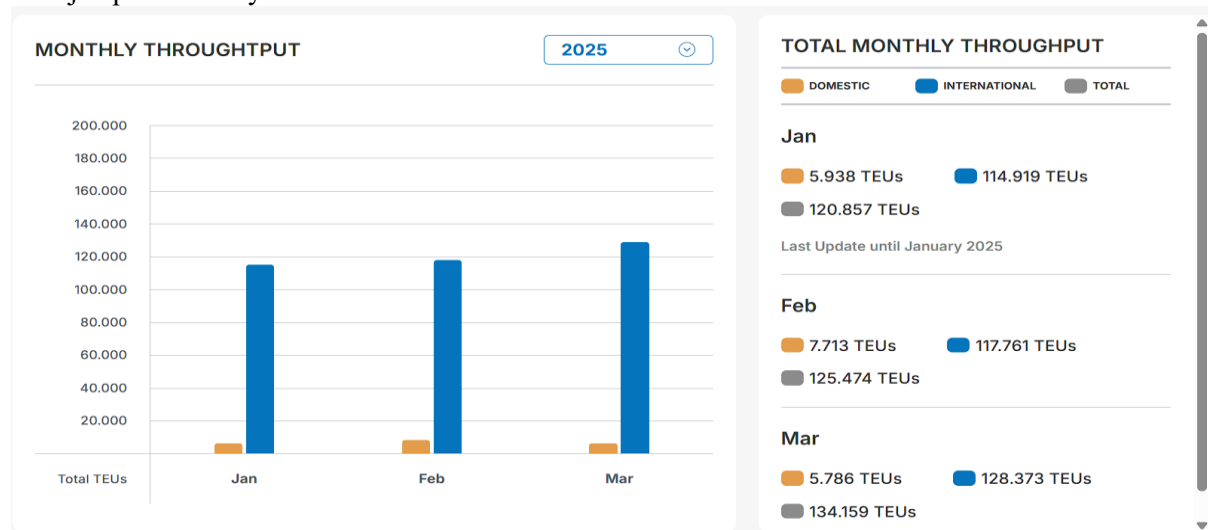 MONTHLY THROUGHTPUT
2025
200.000
180.000
160.000
140.000
120.000
100.000
80.000
60.000
40.000
20.000
Total TEUs Jan Feb Mar
TOTAL MONTHLY THROUGHPUT
DOMESTIC INTERNATIONAL TOTAL
Jan
5.938 TEUs 114.919 TEUs
120.857 TEUs
Last Update until January 2025
Feb
7.713 TEUs 117.761 TEUs
125.474 TEUs
Mar
5.786 TEUs 128.373 TEUs
134.159 TEUs